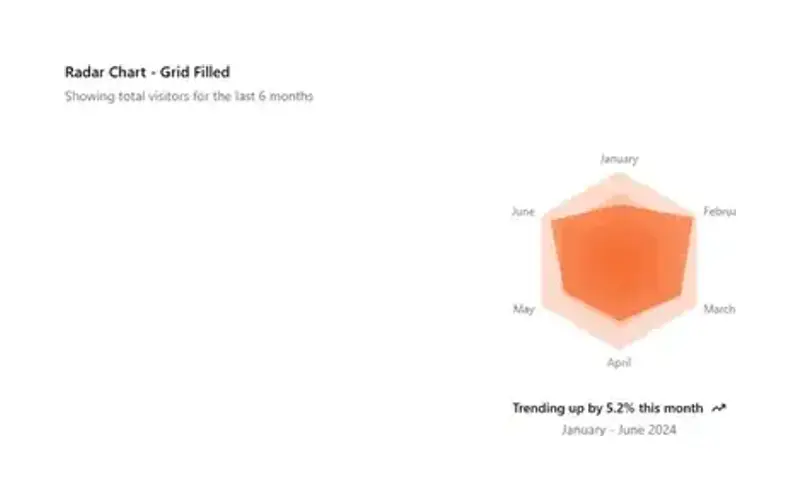 Radar Chart - Grid Filled
Showing total visitors for the last 6 months
January
June
Februa
May
March
April
Trending up by 5.2% this month
January - June 2024